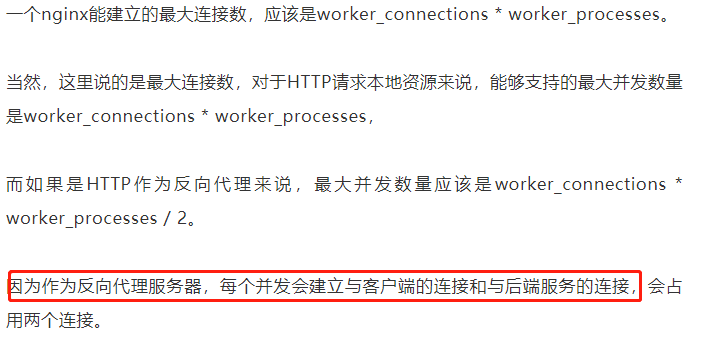 一个nginx能建立的最大连接数，应该是worker_connections * worker_processes。
当然，这里说的是最大连接数，对于HTTP请求本地资源来说，能够支持的最大并发数量
是worker_connections * worker_processes，
而如果是HTTP作为反向代理来说，最大并发数量应该是worker_connections *
worker_processes / 2。
因为作为反向代理服务器，每个并发会建立与客户端的连接和与后端服务的连接，会占
用两个连接。